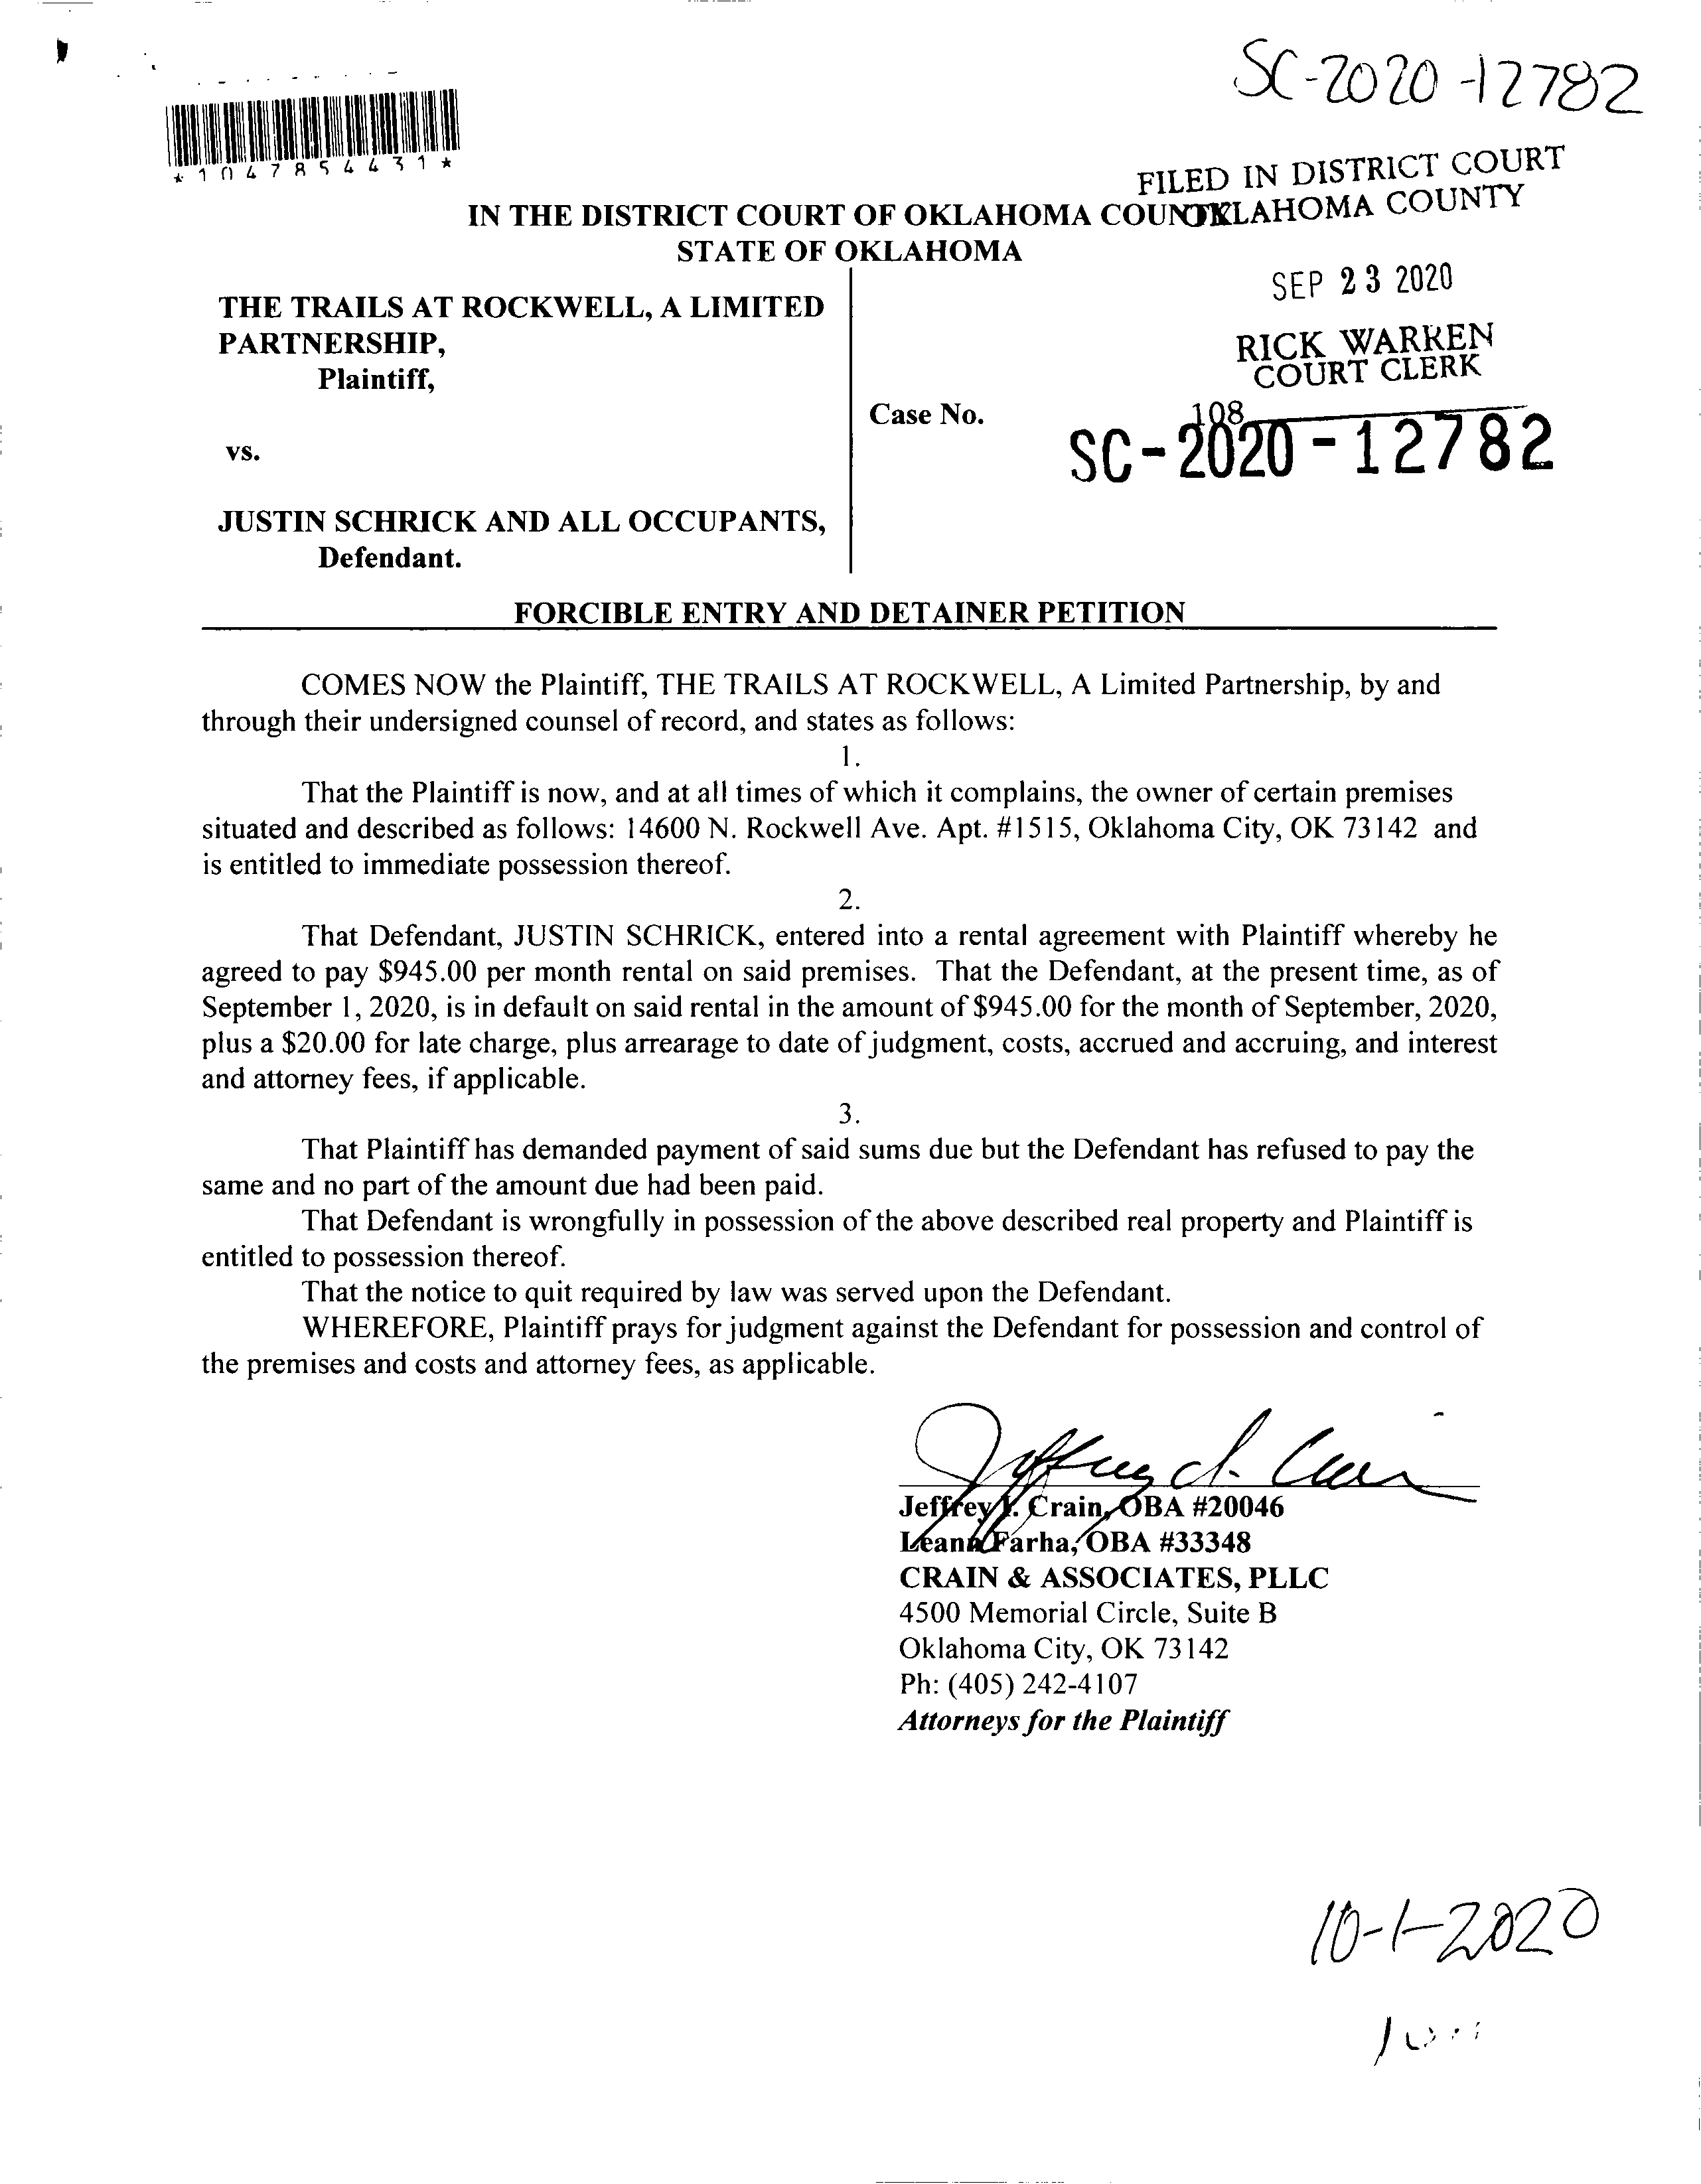 SC-2020-12782
*1047854431*
FILED IN DISTRICT COURT
OKLAHOMA COUNTY
IN THE DISTRICT COURT OF OKLAHOMA COUNTY
STATE OF OKLAHOMA
SEP 23 2020
RICK WARREN
COURT CLERK
108
THE TRAILS AT ROCKWELL, A LIMITED
PARTNERSHIP,
Plaintiff,
Case No.
SC-2020-12782
vs.
JUSTIN SCHRICK AND ALL OCCUPANTS,
Defendant.
FORCIBLE ENTRY AND DETAINER PETITION
COMES NOW the Plaintiff, THE TRAILS AT ROCKWELL, A Limited Partnership, by and
through their undersigned counsel of record, and states as follows:
1.
That the Plaintiff is now, and at all times of which it complains, the owner of certain premises
situated and described as follows: 14600 N. Rockwell Ave. Apt. #1515, Oklahoma City, OK 73142 and
is entitled to immediate possession thereof.
2.
That Defendant, JUSTIN SCHRICK, entered into a rental agreement with Plaintiff whereby he
agreed to pay $945.00 per month rental on said premises. That the Defendant, at the present time, as of
September 1, 2020, is in default on said rental in the amount of $945.00 for the month of September, 2020,
plus a $20.00 for late charge, plus arrearage to date of judgment, costs, accrued and accruing, and interest
and attorney fees, if applicable.
3.
That Plaintiff has demanded payment of said sums due but the Defendant has refused to pay the
same and no part of the amount due had been paid.
That Defendant is wrongfully in possession of the above described real property and Plaintiff is
entitled to possession thereof.
That the notice to quit required by law was served upon the Defendant.
WHEREFORE, Plaintiff prays for judgment against the Defendant for possession and control of
the premises and costs and attorney fees, as applicable.
Jeffrey Crain, OBA #20046
Leann Farha, OBA #33348
CRAIN & ASSOCIATES, PLLC
4500 Memorial Circle, Suite B
Oklahoma City, OK 73142
Ph: (405) 242-4107
Attorneys for the Plaintiff
10-1-2020